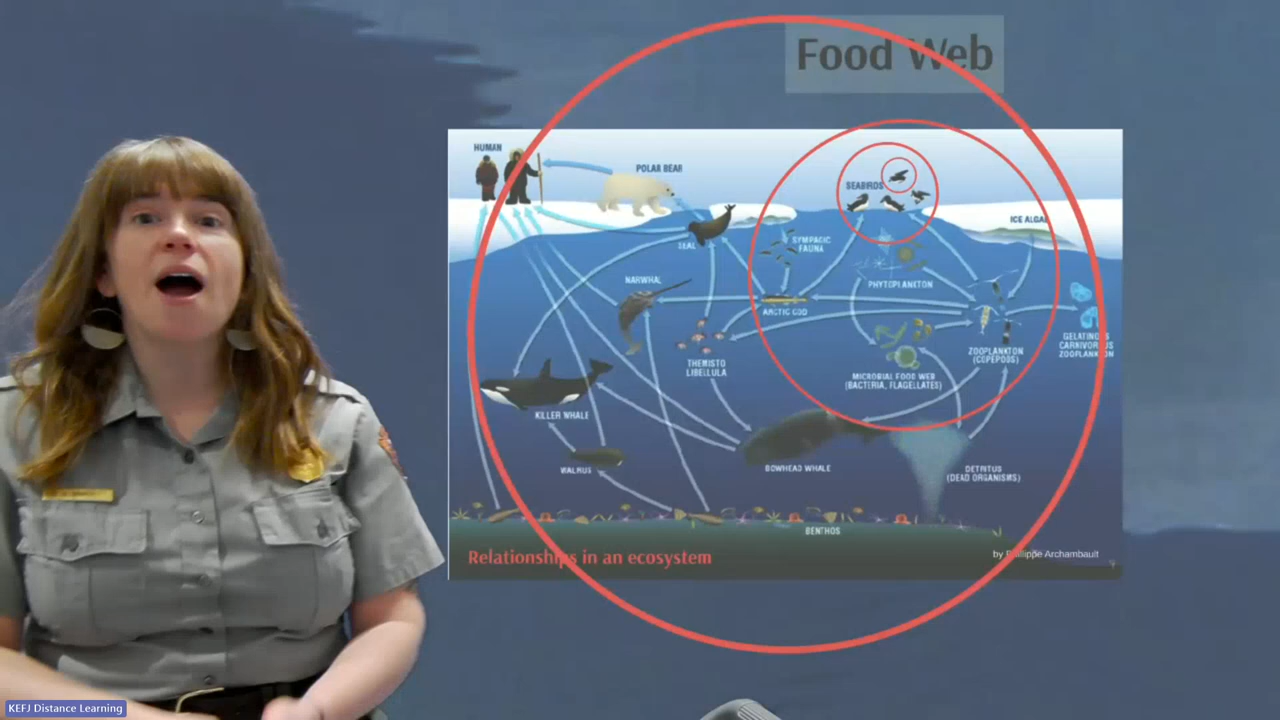 Food Web
HUMAN
POLAR BEAR
SEABIRDS
ICE ALGAE
SEAL
SYMPAGIC
FAUNA
NARWHAL
PHYTOPLANKTON
ARCTIC COD
GELATINOUS
CARNIVOROUS
ZOOPLANKTON
ZOOPLANKTON
(COPEPODS)
THEMISTO
LIBELLULA
MICROBIAL FOOD WEB
(BACTERIA, FLAGELLATES)
KILLER WHALE
WALRUS
BOWHEAD WHALE
DETRITUS
(DEAD ORGANISMS)
BENTHOS
Relationships in an ecosystem
by Phillippe Archambault
KEFJ Distance Learning